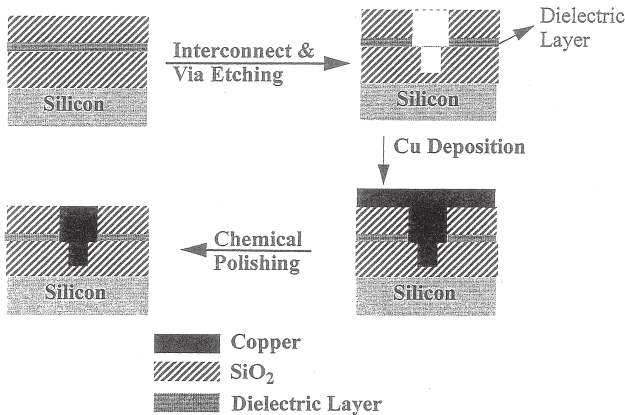 Silicon
Interconnect &
Via Etching
Dielectric
Layer
Silicon
Cu Deposition
Silicon
Chemical
Polishing
Silicon
Copper
SiO₂
Dielectric Layer